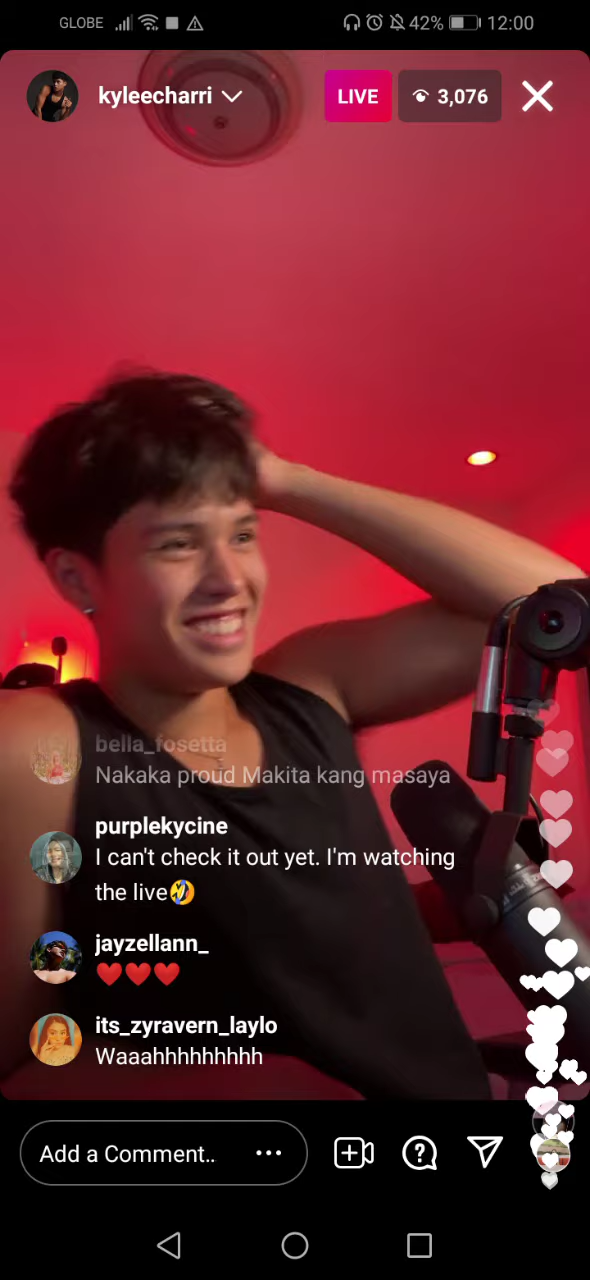 GLOBE 42% 12:00
kyleecharri LIVE 3,076
bella_fosetta
Nakaka proud Makita kang masaya
purplekycine
I can't check it out yet. I'm watching
the live🤣
jayzellann_
❤️❤️❤️
its_zyravern_laylo
Waaahhhhhhhhh
Add a Comment..